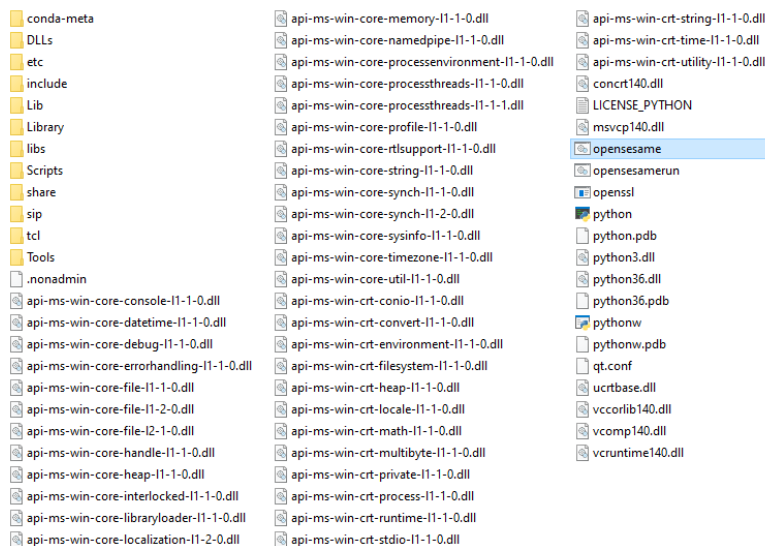 conda-meta
DLLs
etc
include
Lib
Library
libs
Scripts
share
sip
tcl
Tools
.nonadmin
api-ms-win-core-console-l1-1-0.dll
api-ms-win-core-datetime-l1-1-0.dll
api-ms-win-core-debug-l1-1-0.dll
api-ms-win-core-errorhandling-l1-1-0.dll
api-ms-win-core-file-l1-1-0.dll
api-ms-win-core-file-l1-2-0.dll
api-ms-win-core-file-l2-1-0.dll
api-ms-win-core-handle-l1-1-0.dll
api-ms-win-core-heap-l1-1-0.dll
api-ms-win-core-interlocked-l1-1-0.dll
api-ms-win-core-libraryloader-l1-1-0.dll
api-ms-win-core-localization-l1-2-0.dll
api-ms-win-core-memory-l1-1-0.dll
api-ms-win-core-namedpipe-l1-1-0.dll
api-ms-win-core-processenvironment-l1-1-0.dll
api-ms-win-core-processthreads-l1-1-0.dll
api-ms-win-core-processthreads-l1-1-1.dll
api-ms-win-core-profile-l1-1-0.dll
api-ms-win-core-rtlsupport-l1-1-0.dll
api-ms-win-core-string-l1-1-0.dll
api-ms-win-core-synch-l1-1-0.dll
api-ms-win-core-synch-l1-2-0.dll
api-ms-win-core-sysinfo-l1-1-0.dll
api-ms-win-core-timezone-l1-1-0.dll
api-ms-win-core-util-l1-1-0.dll
api-ms-win-crt-conio-l1-1-0.dll
api-ms-win-crt-convert-l1-1-0.dll
api-ms-win-crt-environment-l1-1-0.dll
api-ms-win-crt-filesystem-l1-1-0.dll
api-ms-win-crt-heap-l1-1-0.dll
api-ms-win-crt-locale-l1-1-0.dll
api-ms-win-crt-math-l1-1-0.dll
api-ms-win-crt-multibyte-l1-1-0.dll
api-ms-win-crt-private-l1-1-0.dll
api-ms-win-crt-process-l1-1-0.dll
api-ms-win-crt-runtime-l1-1-0.dll
api-ms-win-crt-stdio-l1-1-0.dll
api-ms-win-crt-string-l1-1-0.dll
api-ms-win-crt-time-l1-1-0.dll
api-ms-win-crt-utility-l1-1-0.dll
concrt140.dll
LICENSE_PYTHON
msvcp140.dll
opensesame
opensesamerun
openssl
python
python.pdb
python3.dll
python36.dll
python36.pdb
pythonw
pythonw.pdb
qt.conf
ucrtbase.dll
vccorlib140.dll
vcomp140.dll
vcruntime140.dll